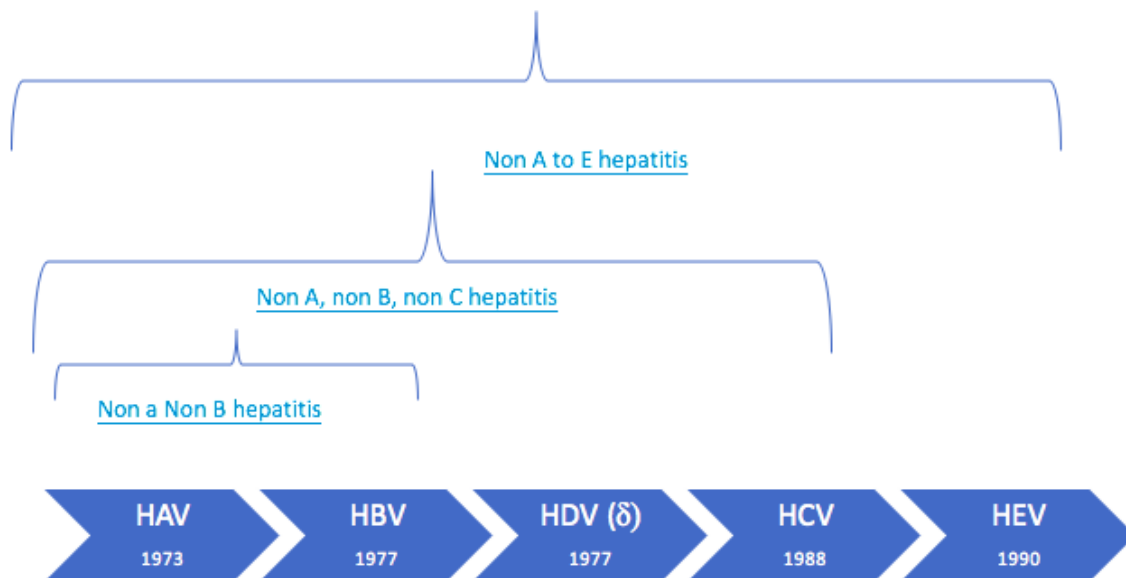 Non A to E hepatitis
Non A, non B, non C hepatitis
Non a Non B hepatitis
HAV HBV HDV (δ) HCV HEV
1973 1977 1977 1988 1990